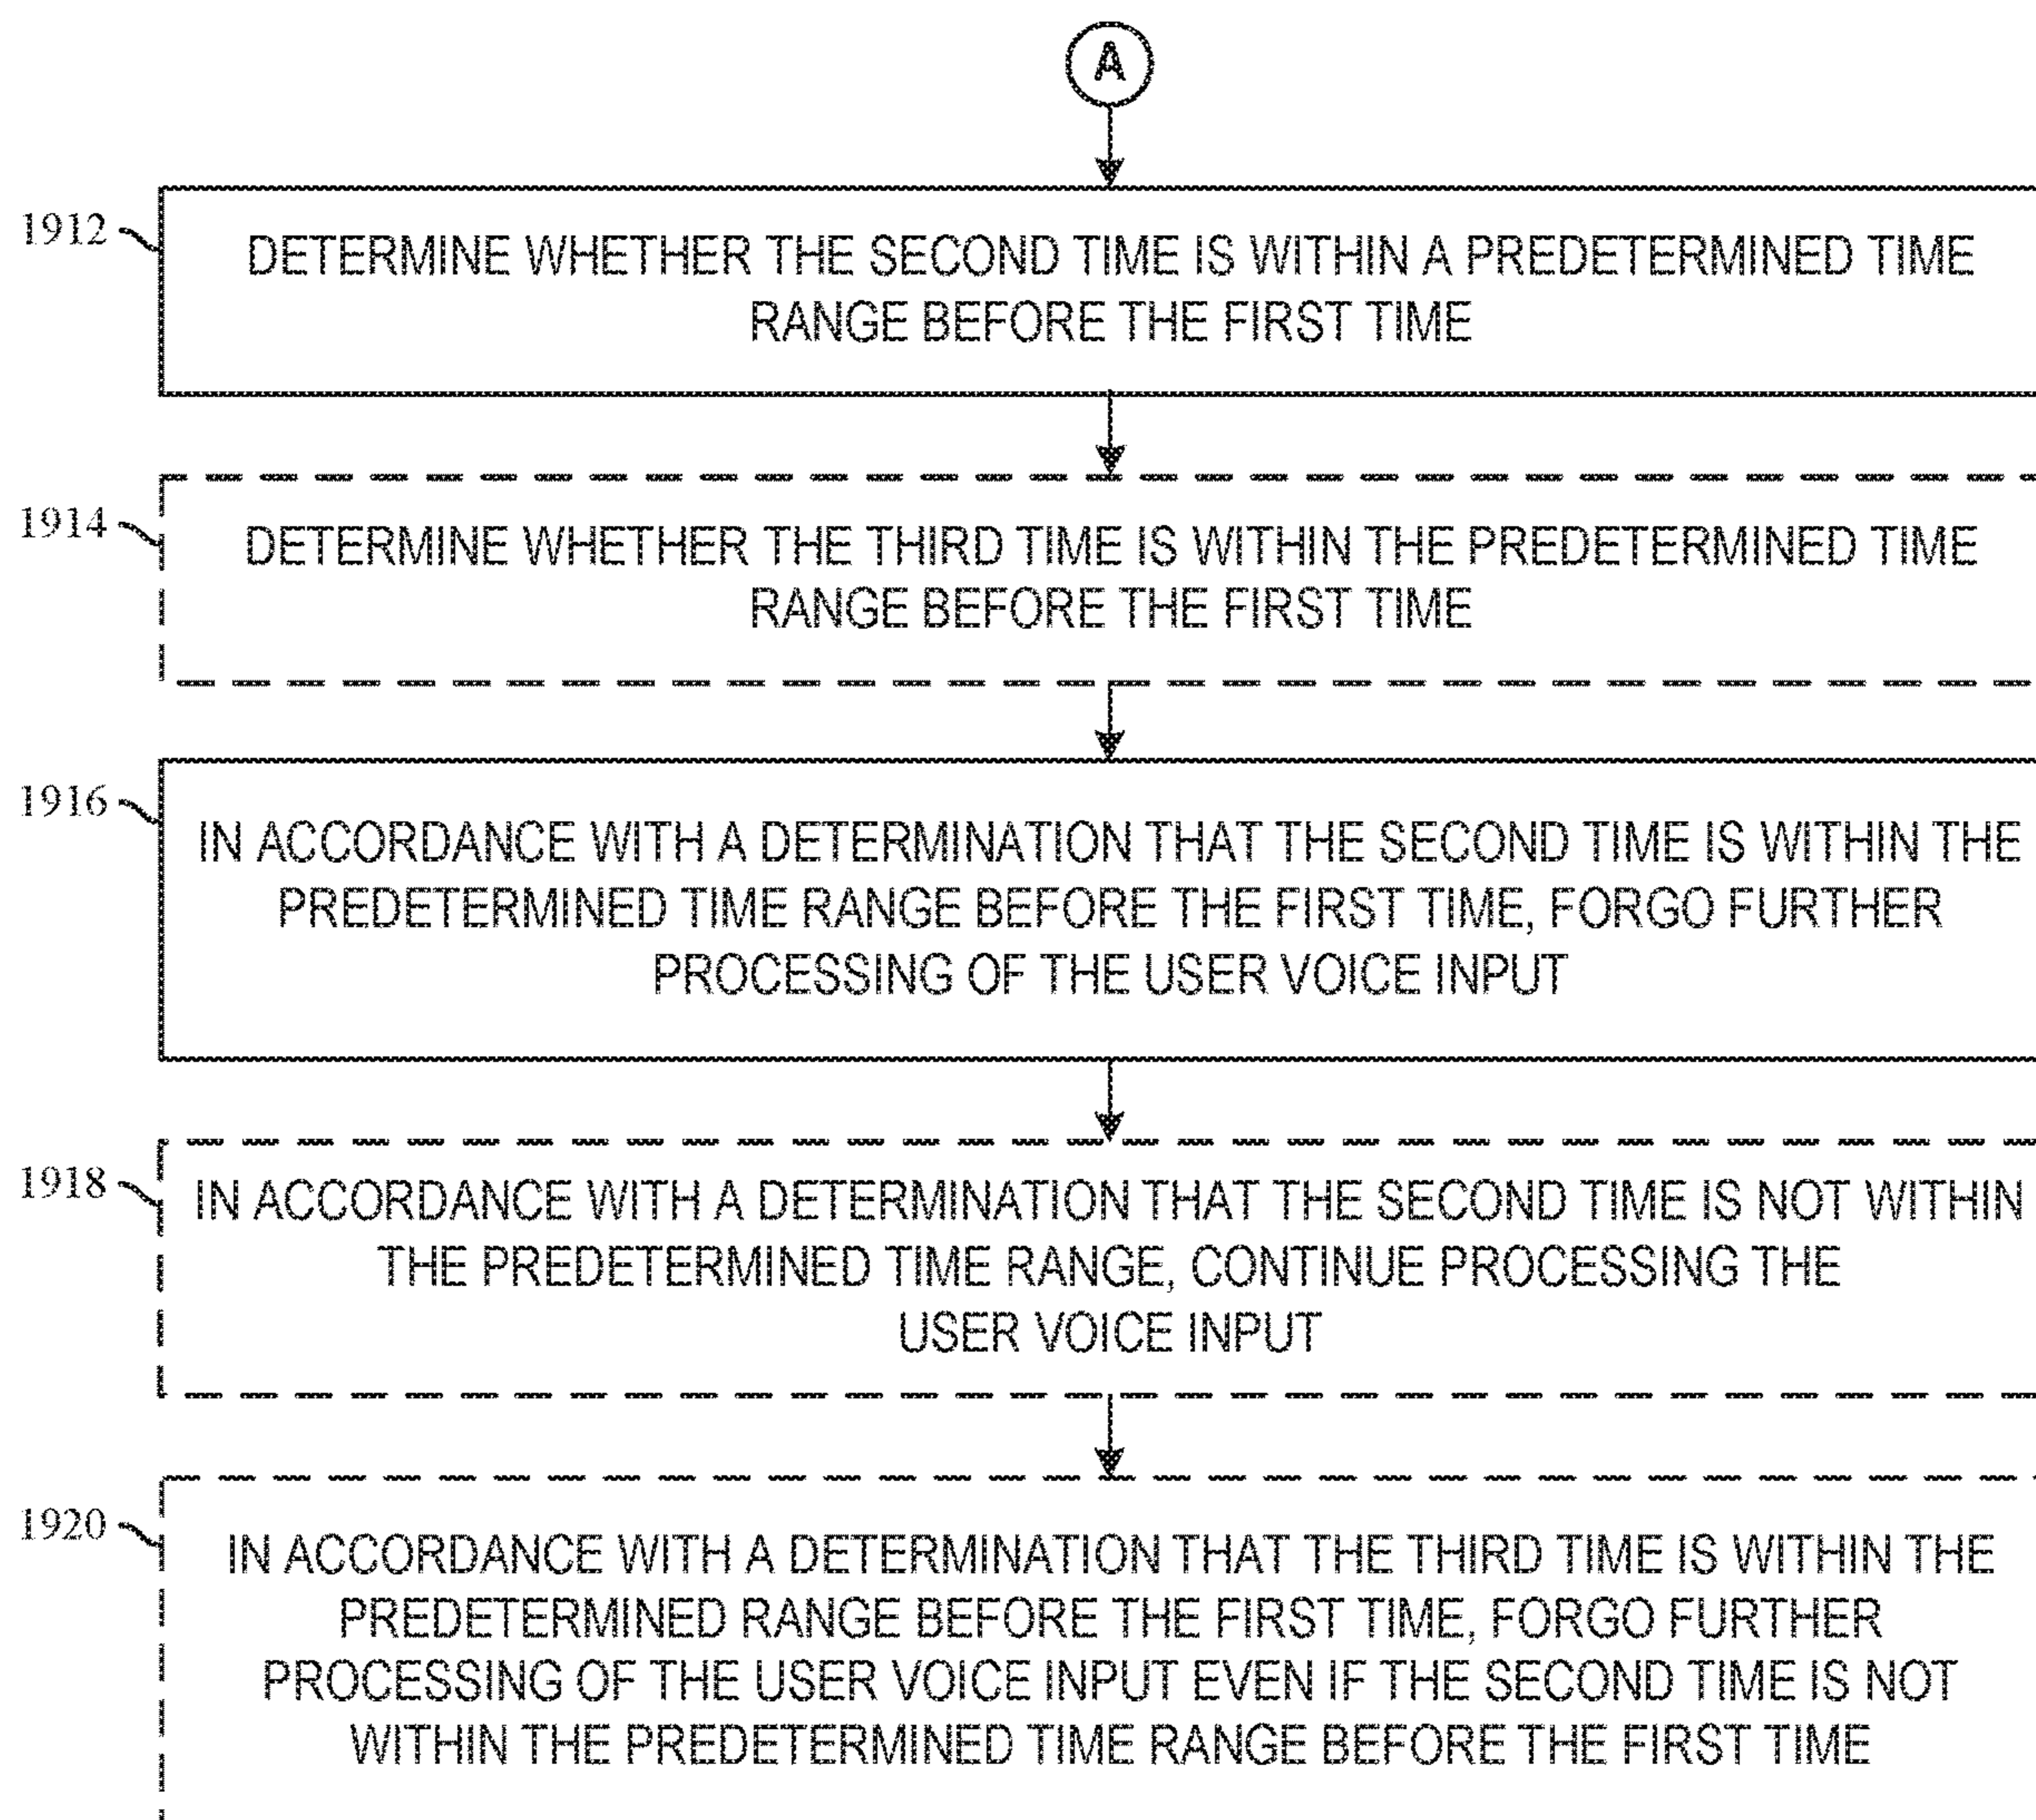 A
1912
DETERMINE WHETHER THE SECOND TIME IS WITHIN A PREDETERMINED TIME
RANGE BEFORE THE FIRST TIME
1914
DETERMINE WHETHER THE THIRD TIME IS WITHIN THE PREDETERMINED TIME
RANGE BEFORE THE FIRST TIME
1916
IN ACCORDANCE WITH A DETERMINATION THAT THE SECOND TIME IS WITHIN THE
PREDETERMINED TIME RANGE BEFORE THE FIRST TIME, FORGO FURTHER
PROCESSING OF THE USER VOICE INPUT
1918
IN ACCORDANCE WITH A DETERMINATION THAT THE SECOND TIME IS NOT WITHIN
THE PREDETERMINED TIME RANGE, CONTINUE PROCESSING THE
USER VOICE INPUT
1920
IN ACCORDANCE WITH A DETERMINATION THAT THE THIRD TIME IS WITHIN THE
PREDETERMINED RANGE BEFORE THE FIRST TIME, FORGO FURTHER
PROCESSING OF THE USER VOICE INPUT EVEN IF THE SECOND TIME IS NOT
WITHIN THE PREDETERMINED TIME RANGE BEFORE THE FIRST TIME